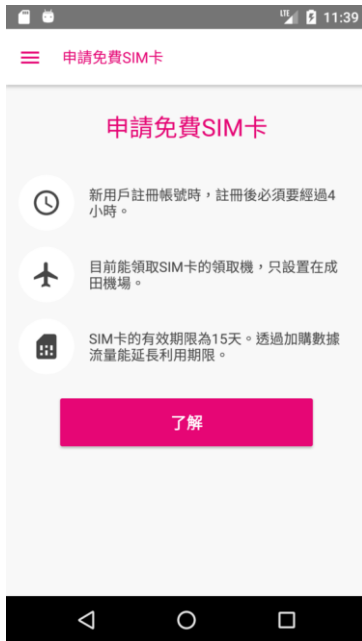 LTE 11:39
申請免費SIM卡
申請免費SIM卡
新用戶註冊帳號時，註冊後必須要經過4
小時。
目前能領取SIM卡的領取機，只設置在成
田機場。
SIM卡的有效期限為15天。透過加購數據
流量能延長利用期限。
了解